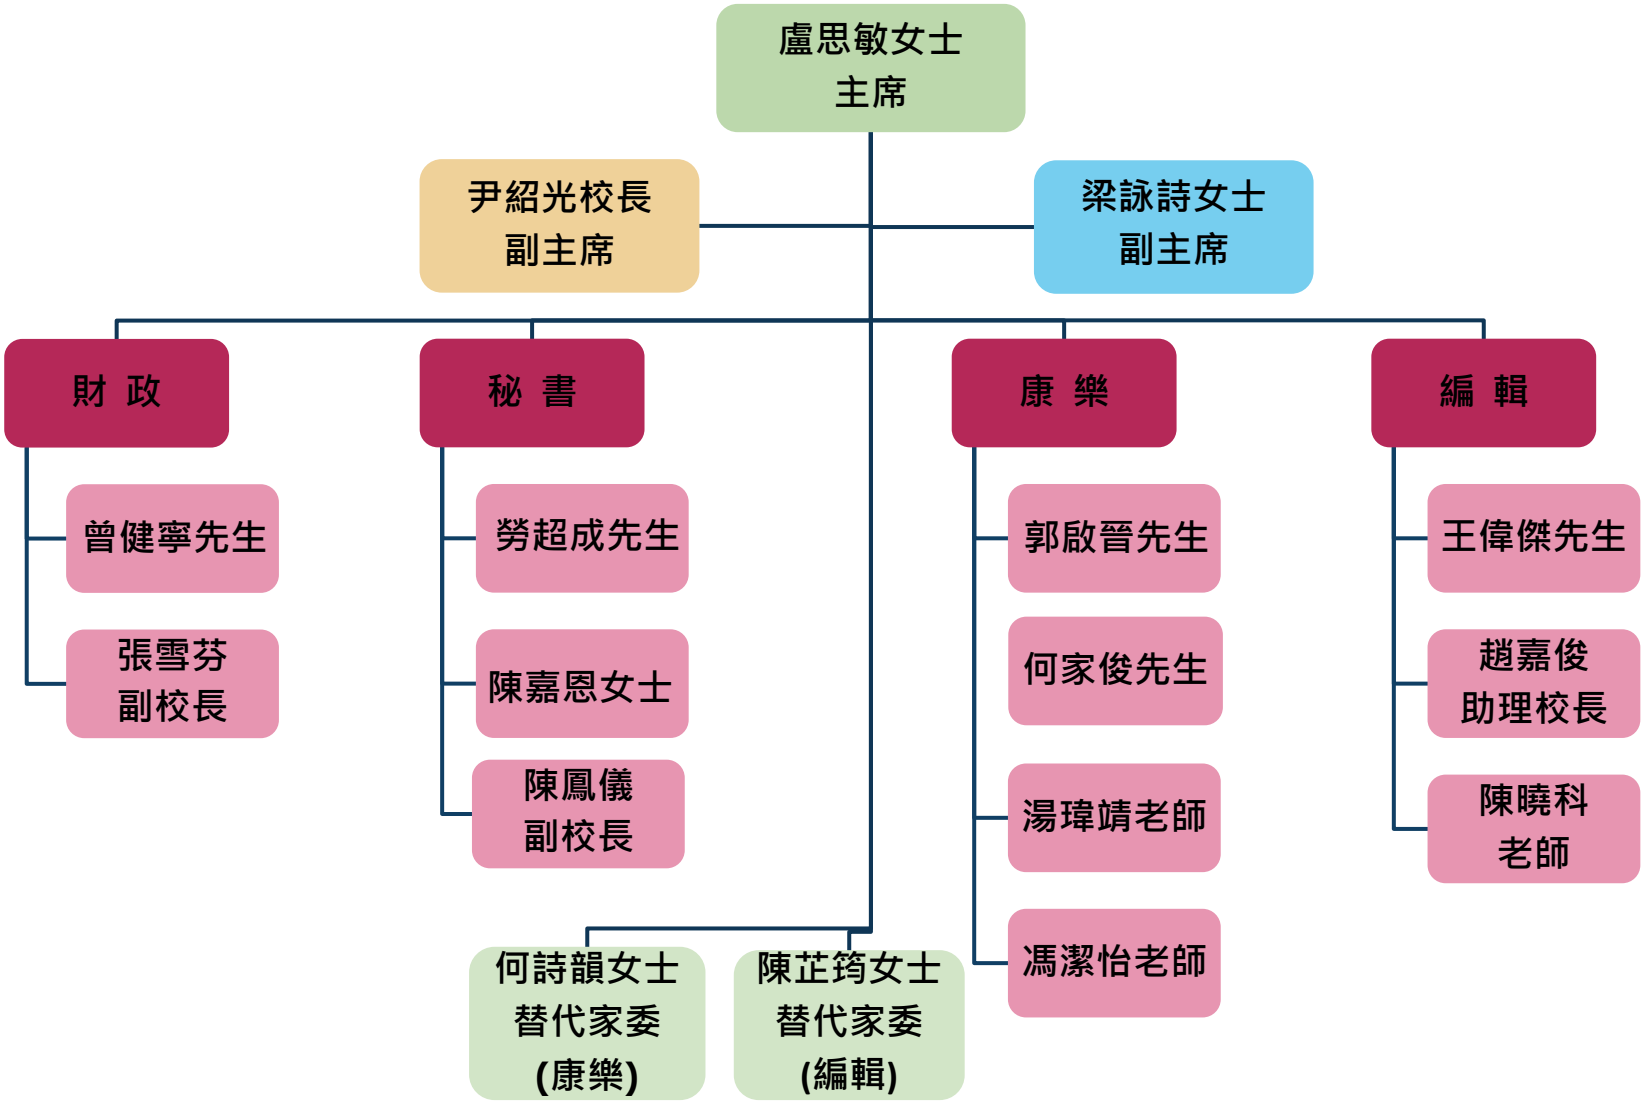 盧思敏女士
主席
尹紹光校長
副主席
梁詠詩女士
副主席
財 政
秘 書
康 樂
編 輯
曾健寧先生
張雪芬
副校長
勞超成先生
陳嘉恩女士
陳鳳儀
副校長
郭啟晉先生
何家俊先生
湯瑋靖老師
馮潔怡老師
王偉傑先生
趙嘉俊
助理校長
陳曉科
老師
何詩韻女士
替代家委
(康樂)
陳芷筠女士
替代家委
(編輯)